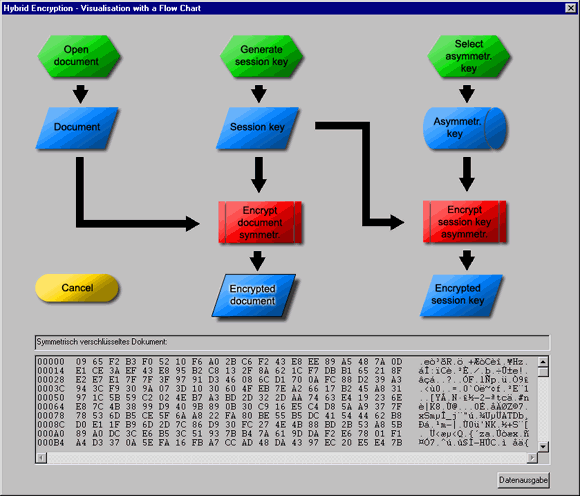 Hybrid Encryption - Visualisation with a Flow Chart
Open
document
Generate
session key
Select
asymmetr.
key
Document
Session key
Asymmetr.
key
Encrypt
document
symmetr.
Encrypt
session key
asymmetr.
Cancel
Encrypted
document
Encrypted
session key
Symmetrisch verschlüsseltes Dokument:
00000 09 65 F2 B3 F0 52 10 F6 A0 2B C6 F2 43 E8 EE 89 A5 48 7A 0D
00014 E1 CE 3A EF 43 E8 95 B2 C8 13 2F 8A 62 1C F7 DB B1 65 21 8F
00028 E2 E7 E1 7F 7F 3F 97 91 D3 46 08 6C D1 70 0A FC 88 D2 39 A3
0003C 94 3C F9 30 9A 07 3D 10 30 60 4F EB 7E A2 66 17 B2 45 A8 31
00050 97 1C 5B 59 C2 02 4E B7 A3 BD 2D 32 2D AA 74 63 E4 19 23 6E
00064 E8 7C 4B 38 99 D9 40 9B 89 0B 30 C9 16 E5 C4 D8 5A A9 37 7F
00078 78 53 6D B5 CE 5F 6A A8 22 FA 80 BE 55 B5 DC 41 54 44 62 B8
0008C D0 E1 1F B9 6D 2D 7C 86 D9 30 FC 27 4E 4B 88 BD 2B 53 A8 5B
000A0 89 A0 DC 3C E6 B5 3C 51 93 7B B4 7A 61 9D DA F2 E6 78 01 F1
000B4 A4 D3 37 0A 5E FA 16 FB A7 CC AD 48 DA 43 97 EC 20 E5 E4 7B
Datenausgabe